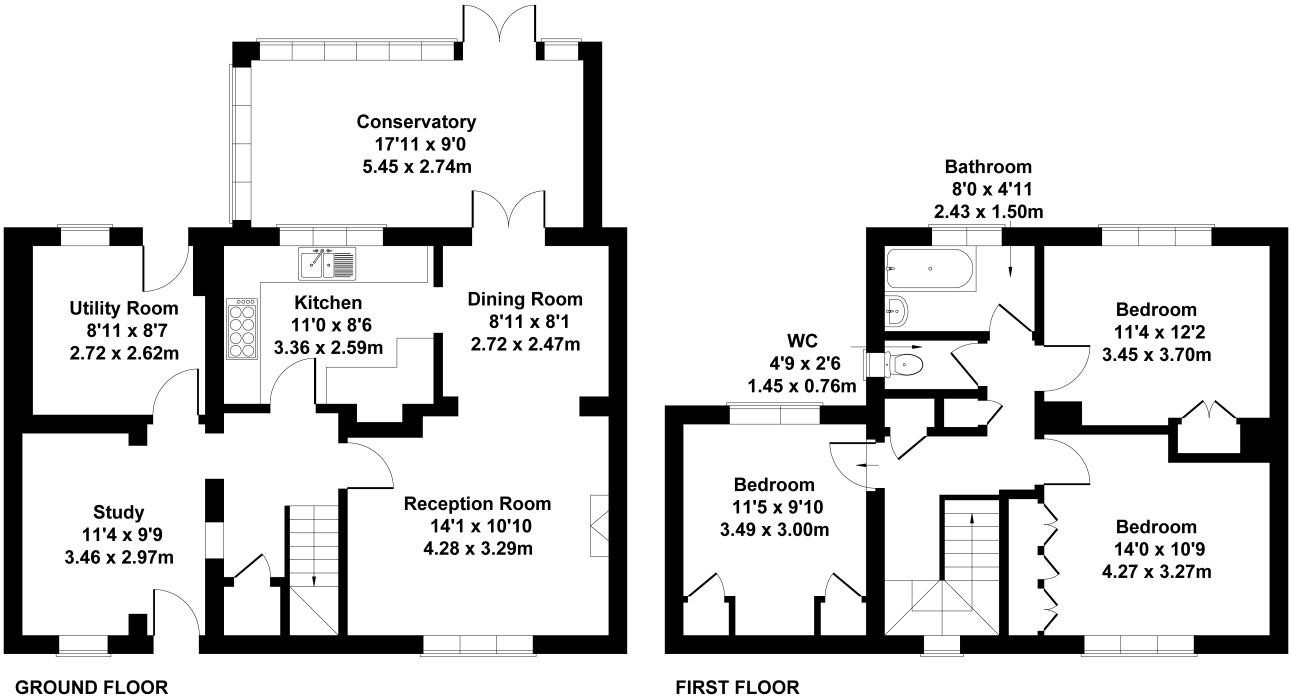 Conservatory
17'11 x 9'0
5.45 x 2.74m
Utility Room
8'11 x 8'7
2.72 x 2.62m
Kitchen
11'0 x 8'6
3.36 x 2.59m
Dining Room
8'11 x 8'1
2.72 x 2.47m
Study
11'4 x 9'9
3.46 x 2.97m
Reception Room
14'1 x 10'10
4.28 x 3.29m
GROUND FLOOR
Bathroom
8'0 x 4'11
2.43 x 1.50m
WC
4'9 x 2'6
1.45 x 0.76m
Bedroom
11'4 x 12'2
3.45 x 3.70m
Bedroom
11'5 x 9'10
3.49 x 3.00m
Bedroom
14'0 x 10'9
4.27 x 3.27m
FIRST FLOOR